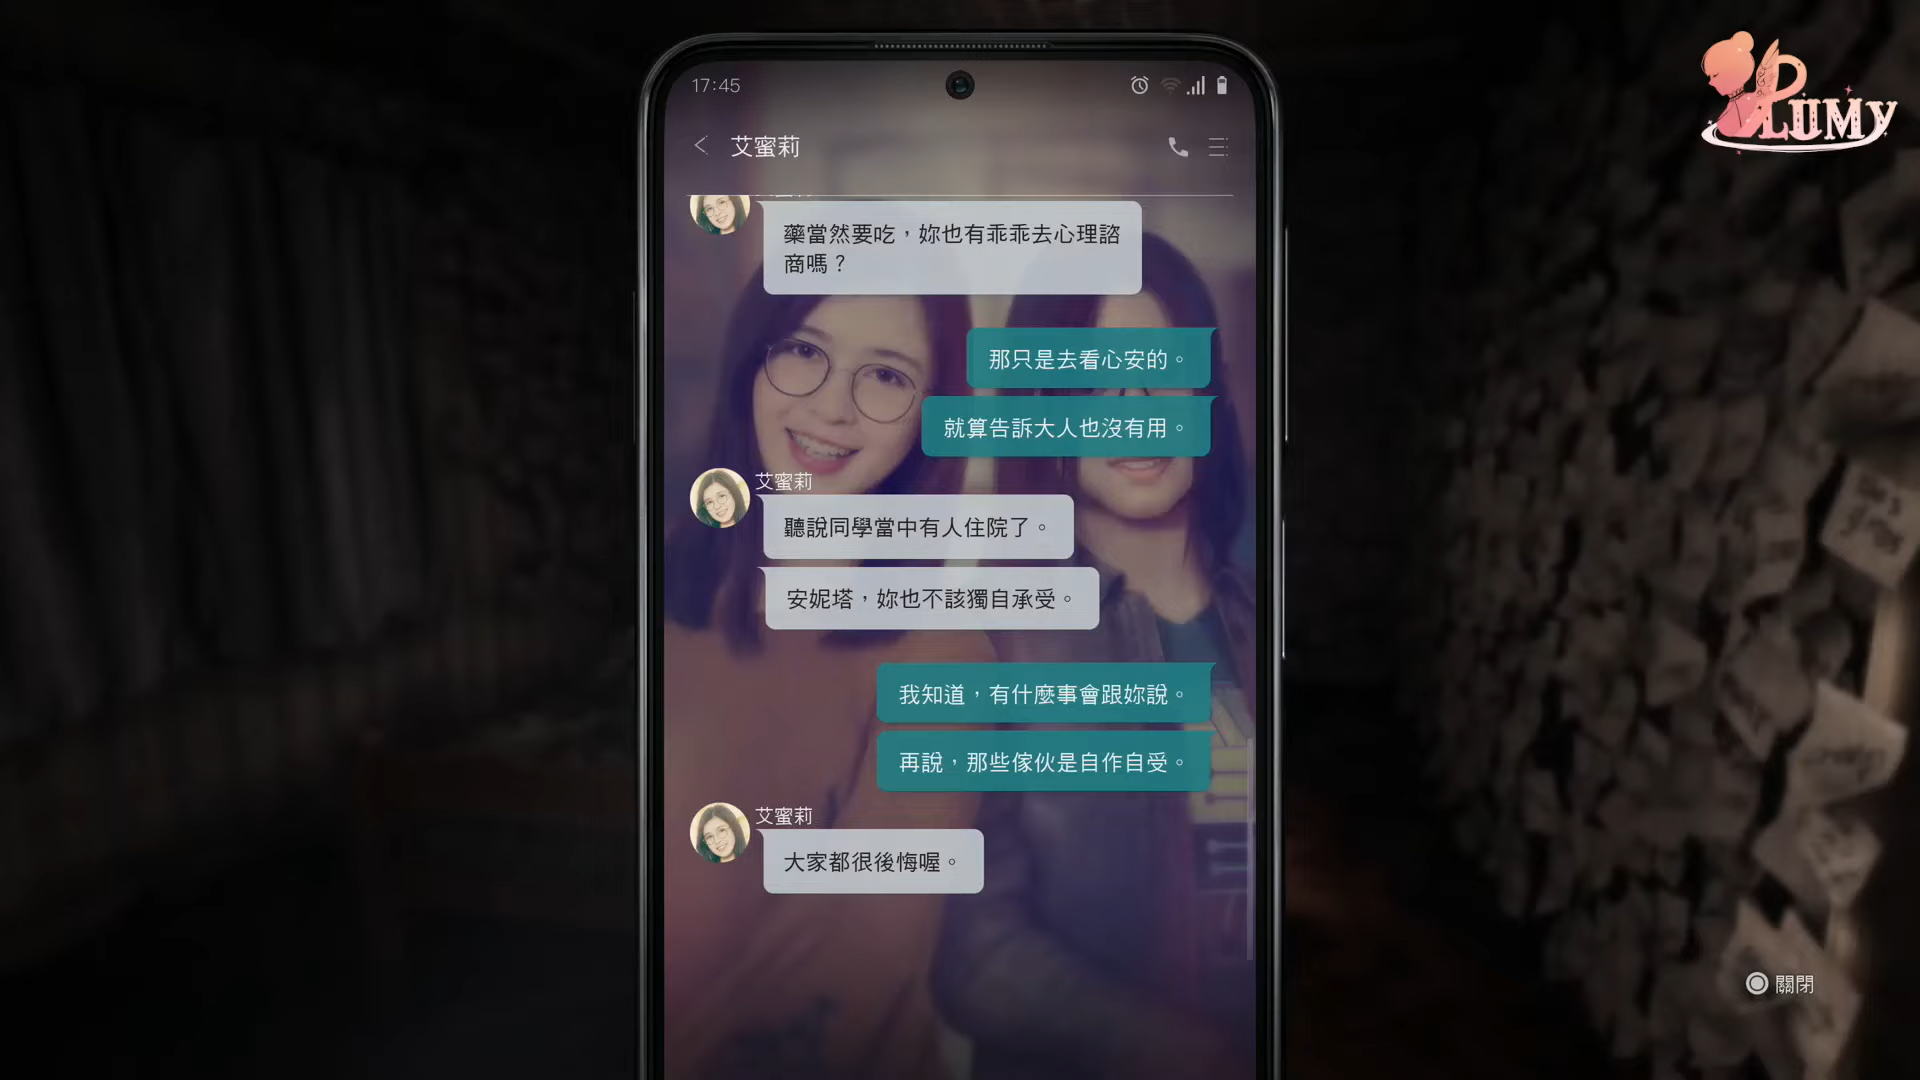 17:45
艾蜜莉
藥當然要吃，妳也有乖乖去心理諮
商嗎？
那只是去看心安的。
就算告訴大人也沒有用。
艾蜜莉
聽說同學當中有人住院了。
安妮塔，妳也不該獨自承受。
我知道，有什麼事會跟妳說。
再說，那些傢伙是自作自受。
艾蜜莉
大家都很後悔喔。
關閉
PLUMY